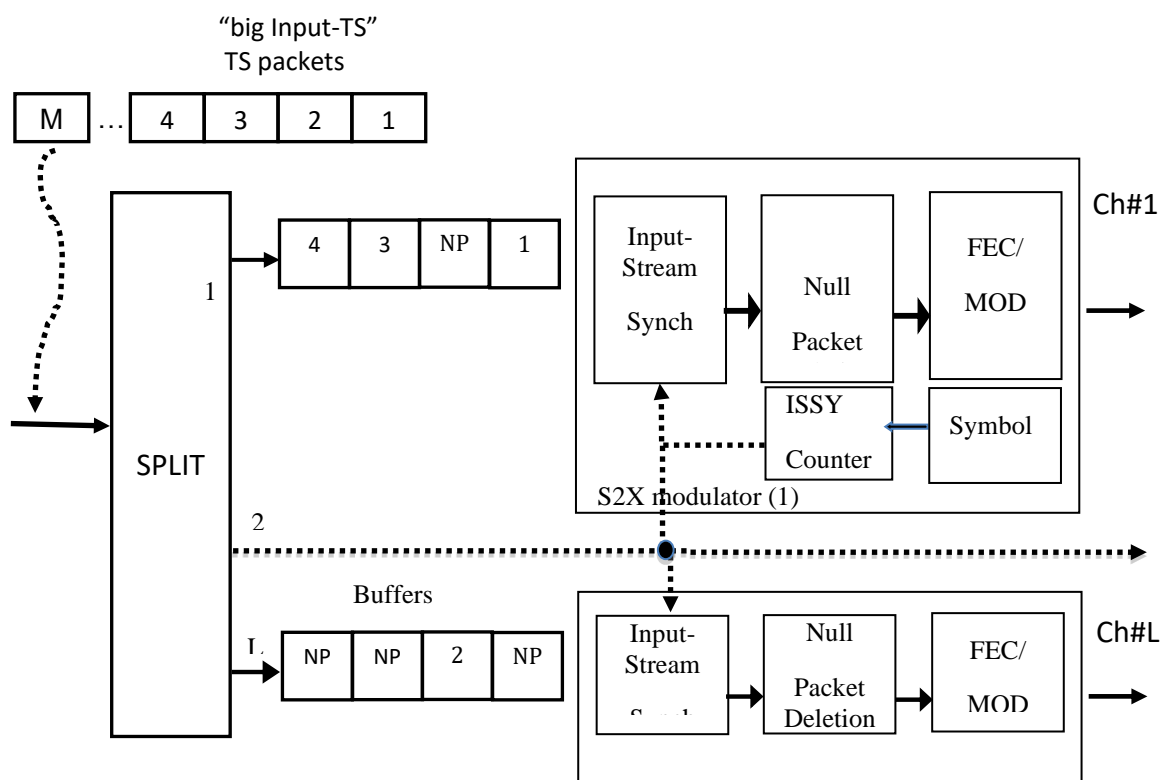 “big Input-TS”
TS packets
M ... 4 3 2 1
Ch#1
4 3 NP 1
1
Input-
Stream
Synch
Null
Packet
FEC/
MOD
ISSY
Counter
Symbol
SPLIT
S2X modulator (1)
2
Buffers
Ch#L
NP NP 2 NP
Input-
Stream
Null
Packet
Deletion
FEC/
MOD